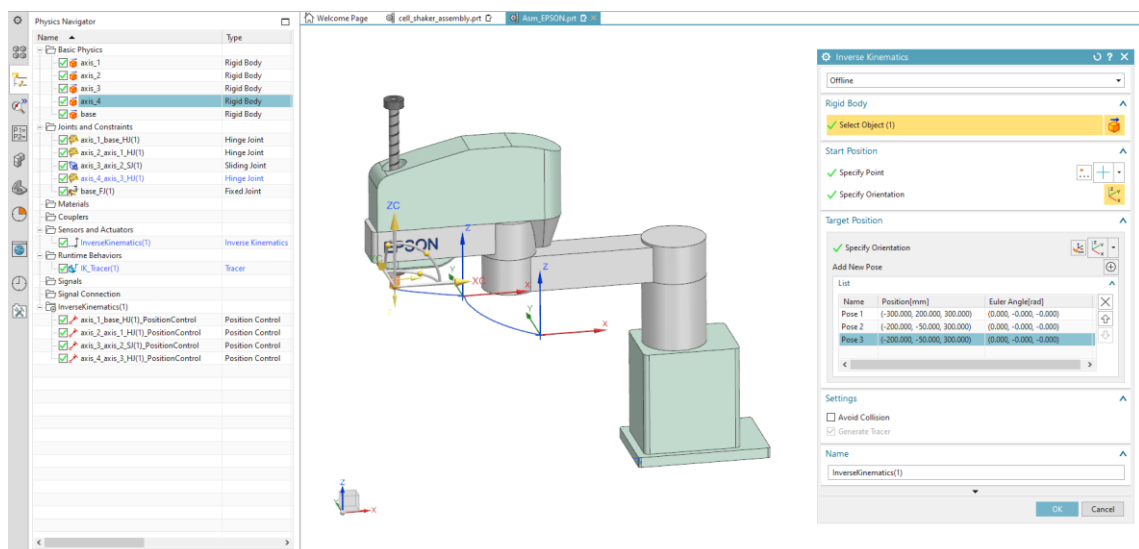 Physics Navigator
Welcome Page
cell_shaker_assembly.prt
Asm_EPSON.prt
Name Type
Basic Physics
axis_1 Rigid Body
axis_2 Rigid Body
axis_3 Rigid Body
axis_4 Rigid Body
base Rigid Body
Joints and Constraints
axis_1_base_HJ(1) Hinge Joint
axis_2_axis_1_HJ(1) Hinge Joint
axis_3_axis_2_SJ(1) Sliding Joint
axis_4_axis_3_HJ(1) Hinge Joint
base_FJ(1) Fixed Joint
Materials
Couplers
Sensors and Actuators
InverseKinematics(1) Inverse Kinematics
Runtime Behaviors
IK_Tracer(1) Tracer
Signals
Signal Connection
InverseKinematics(1)
axis_1_base_HJ(1)_PositionControl Position Control
axis_2_axis_1_HJ(1)_PositionControl Position Control
axis_3_axis_2_SJ(1)_PositionControl Position Control
axis_4_axis_3_HJ(1)_PositionControl Position Control
ZC
EPSON
Z
XC
Y
X
Z
Y
X
Z
X
Inverse Kinematics
Offline
Rigid Body
Select Object (1)
Start Position
Specify Point
Specify Orientation
Target Position
Specify Orientation
Add New Pose
List
Name Position[mm] Euler Angle[rad]
Pose 1 (-300.000, 200.000, 300.000) (0.000, -0.000, -0.000)
Pose 2 (-200.000, -50.000, 300.000) (0.000, -0.000, -0.000)
Pose 3 (-200.000, -50.000, 300.000) (0.000, -0.000, -0.000)
Settings
Avoid Collision
Generate Tracer
Name
InverseKinematics(1)
OK Cancel